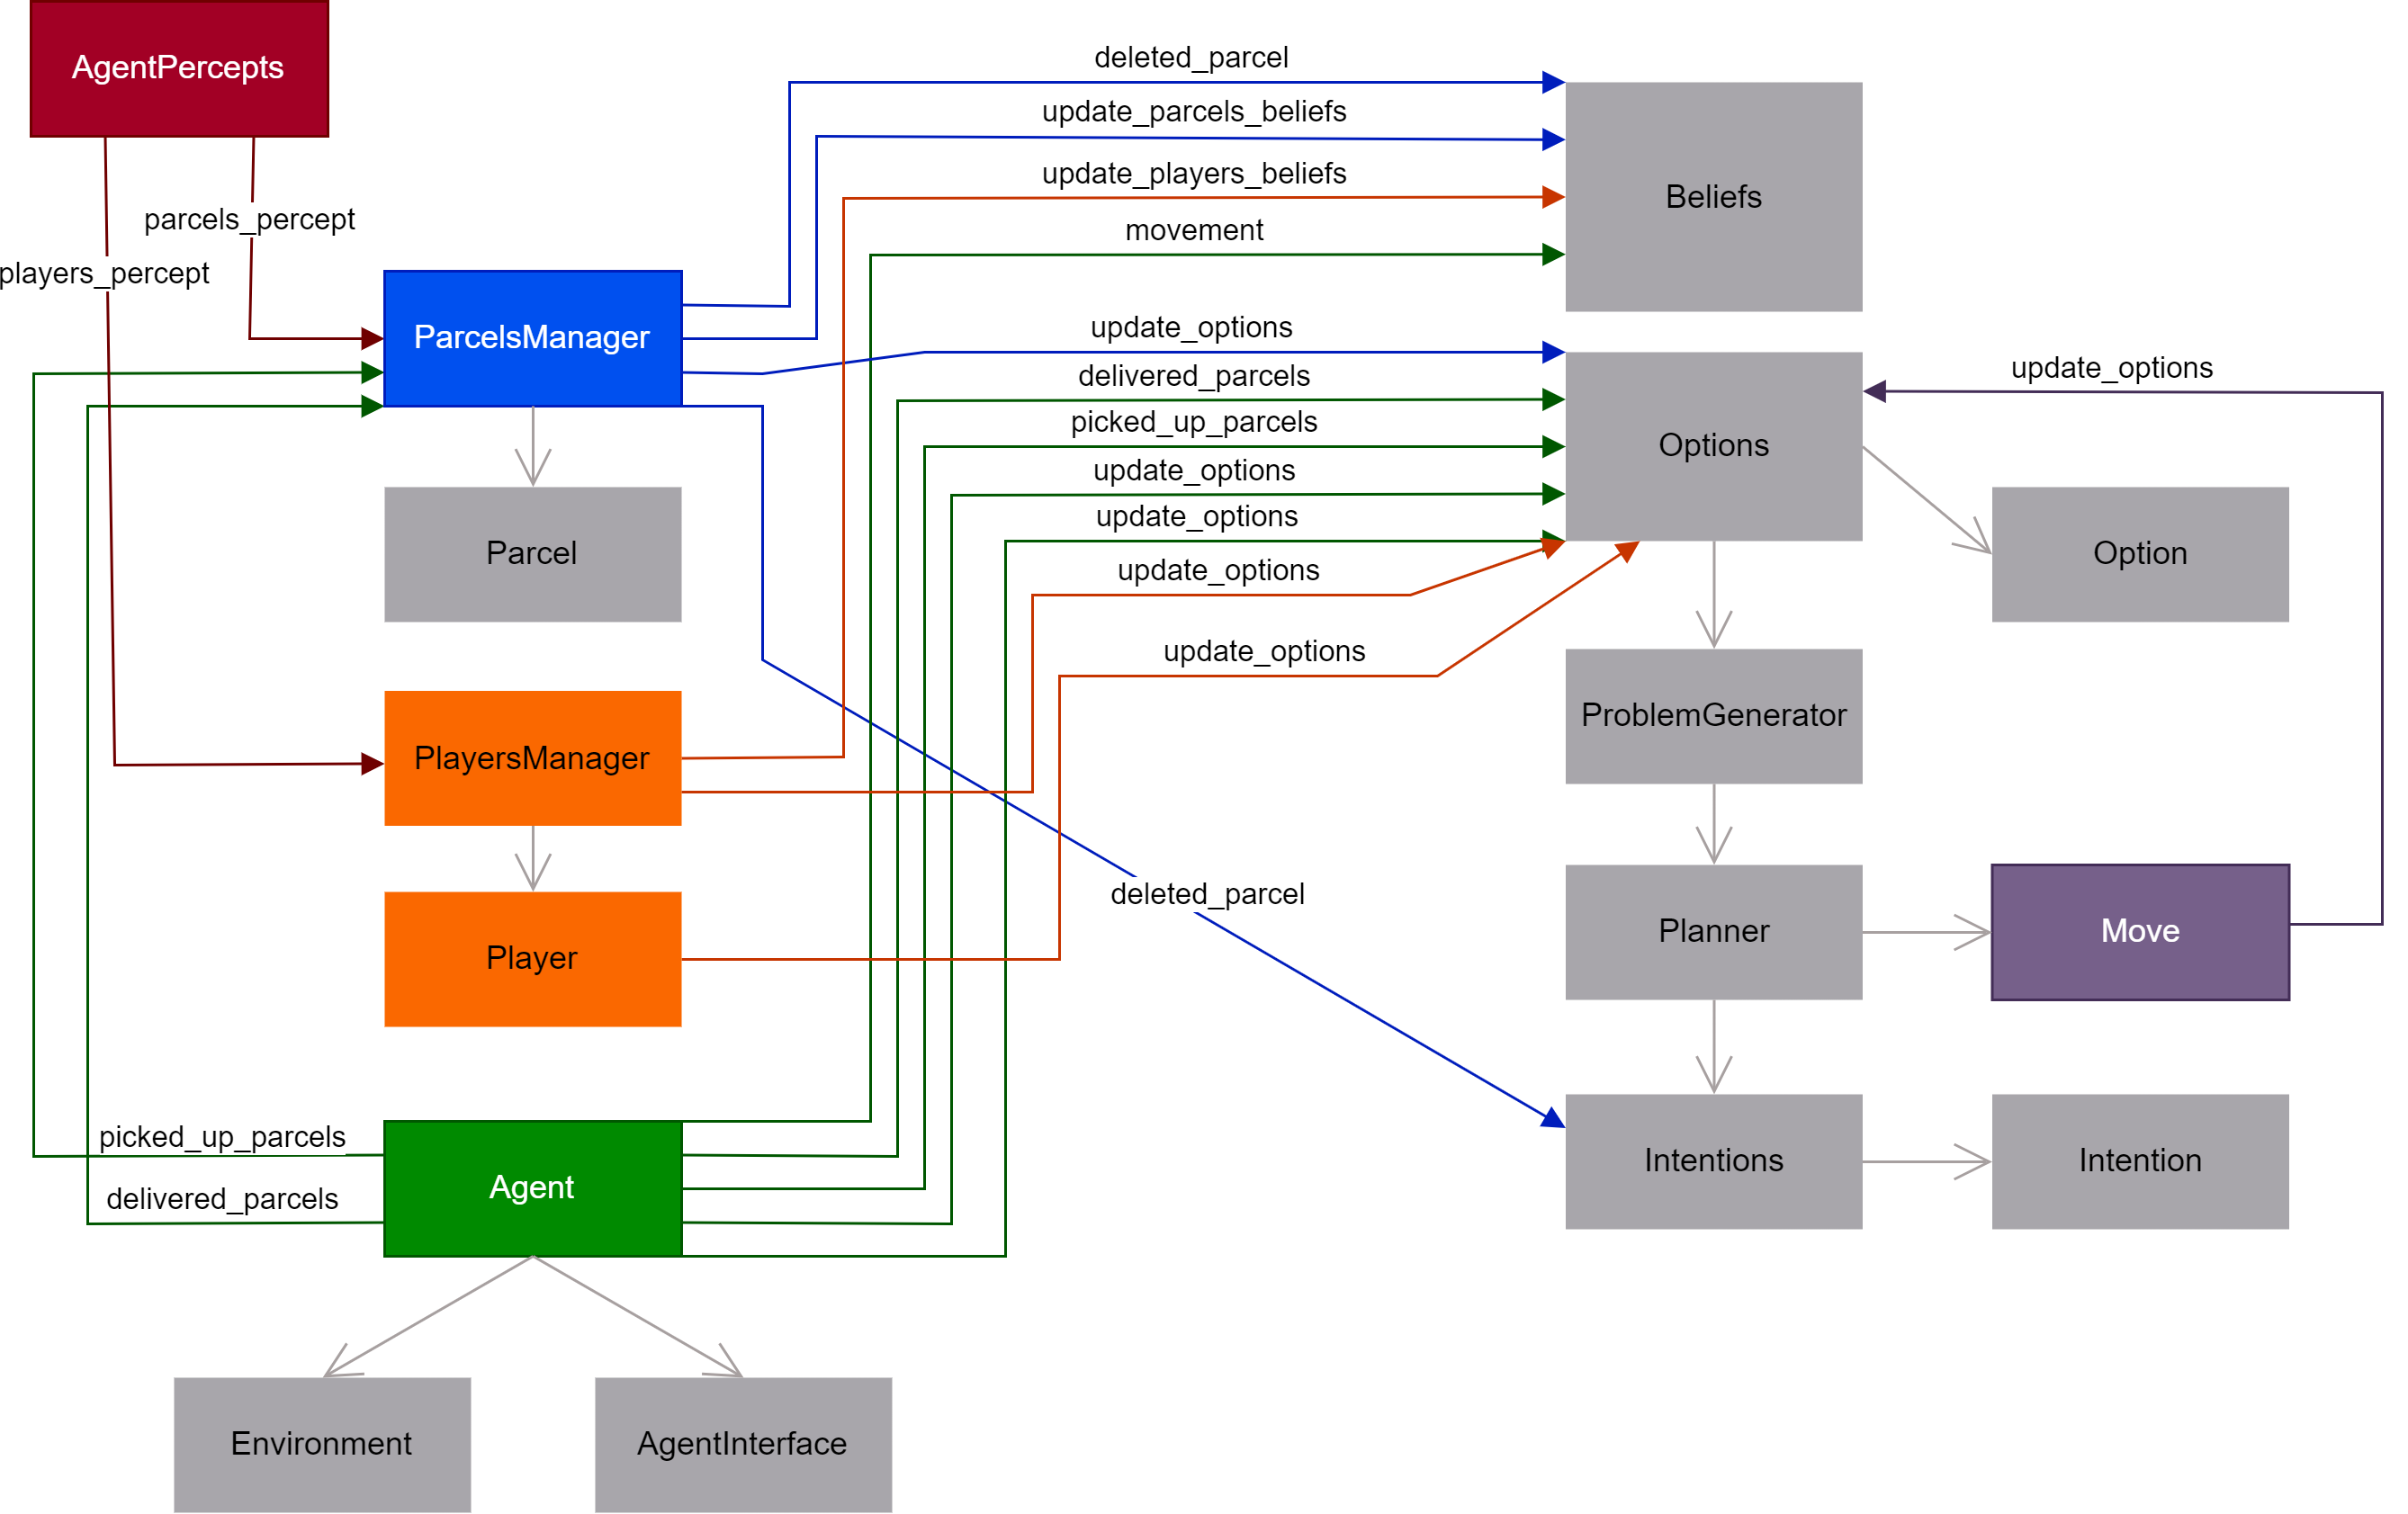 AgentPercepts
deleted_parcel
update_parcels_beliefs
update_players_beliefs
Beliefs
parcels_percept
movement
players_percept
ParcelsManager
update_options
update_options
delivered_parcels
picked_up_parcels
Options
update_options
update_options
Parcel
Option
update_options
update_options
ProblemGenerator
PlayersManager
deleted_parcel
Planner
Move
Player
picked_up_parcels
Intentions
Intention
Agent
delivered_parcels
Environment
AgentInterface